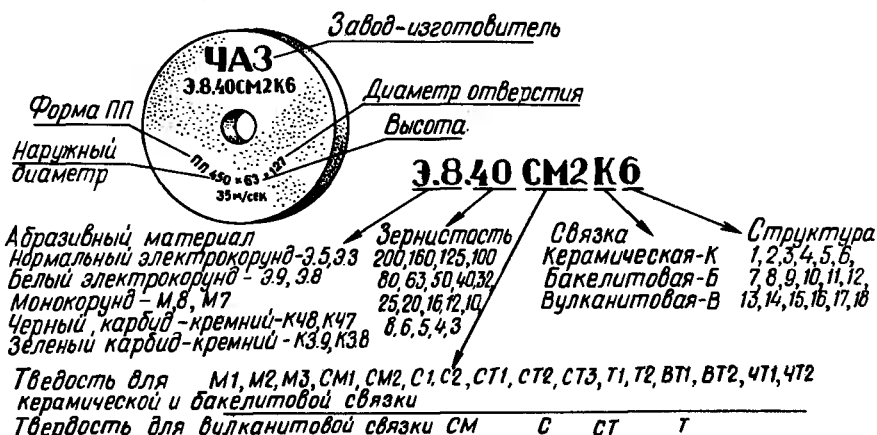 Завод-изготовитель
ЧАЗ
Э.8.40СМ2К6
Диаметр отверстия
Форма ПП
Высота
Наружный
диаметр
ПП 450 × 63 × 127
35м/сек
Э.8.40 СМ2 К6
Абразивный материал
Нормальный электрокорунд-Э.5,Э.3
Белый электрокорунд - Э.9, Э.8
Монокорунд - М,8, М7
Черный карбид-кремний-КЧ8, КЧ7
Зеленый карбид-кремний - КЗ.9, КЗ.8
Зернистость
200,160,125,100
80, 63, 50, 40,32,
25, 20, 16, 12, 10,
8, 6, 5, 4, 3
Связка
Керамическая-К
Бакелитовая-Б
Вулканитовая-В
Структура
1, 2, 3, 4, 5, 6,
7, 8, 9, 10, 11, 12,
13, 14, 15, 16, 17, 18
Тведость для М1, М2, М3, СМ1, СМ2, С1, С2, СТ1, СТ2, СТ3, Т1, Т2, ВТ1, ВТ2, ЧТ1, ЧТ2
керамической и бакелитовой связки
Твердость для вулканитовой связки СМ С СТ Т